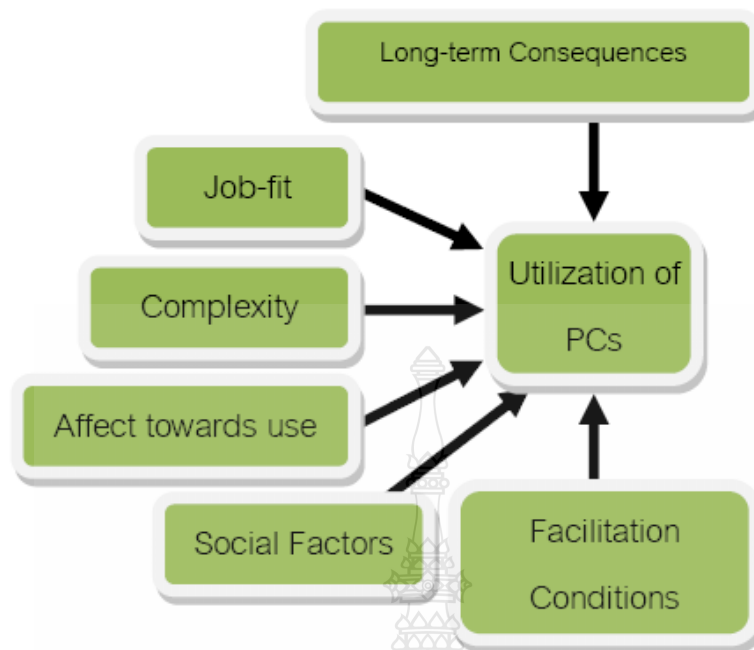 Long-term Consequences
Job-fit
Utilization of
PCs
Complexity
Affect towards use
Social Factors
Facilitation
Conditions